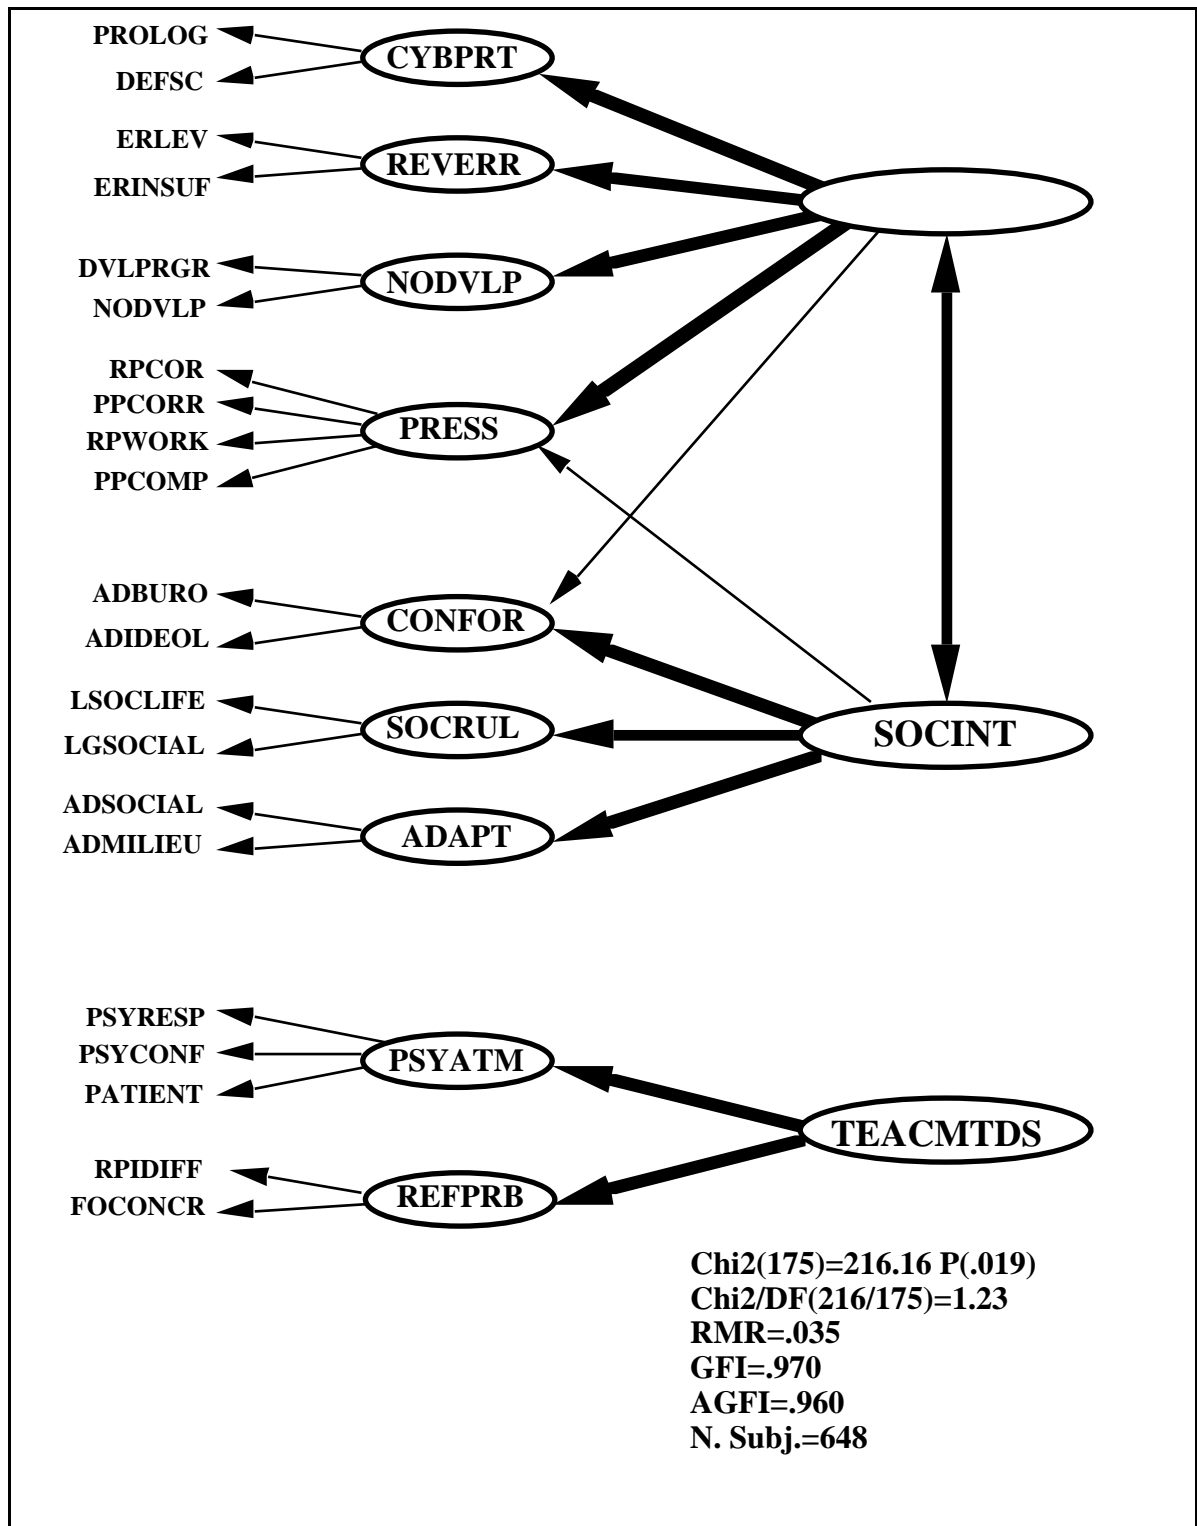 PROLOG
DEFSC
CYBPRT
ERLEV
ERINSUF
REVERR
DVLPRGR
NODVLP
NODVLP
RPCOR
PPCORR
RPWORK
PPCOMP
PRESS
ADBURO
ADIDEOL
CONFOR
LSOCLIFE
LGSOCIAL
SOCRUL
SOCINT
ADSOCIAL
ADMILIEU
ADAPT
PSYRESP
PSYCONF
PATIENT
PSYATM
TEACMTDS
RPIDIFF
FOCONCR
REFPRB
Chi2(175)=216.16 P(.019)
Chi2/DF(216/175)=1.23
RMR=.035
GFI=.970
AGFI=.960
N. Subj.=648